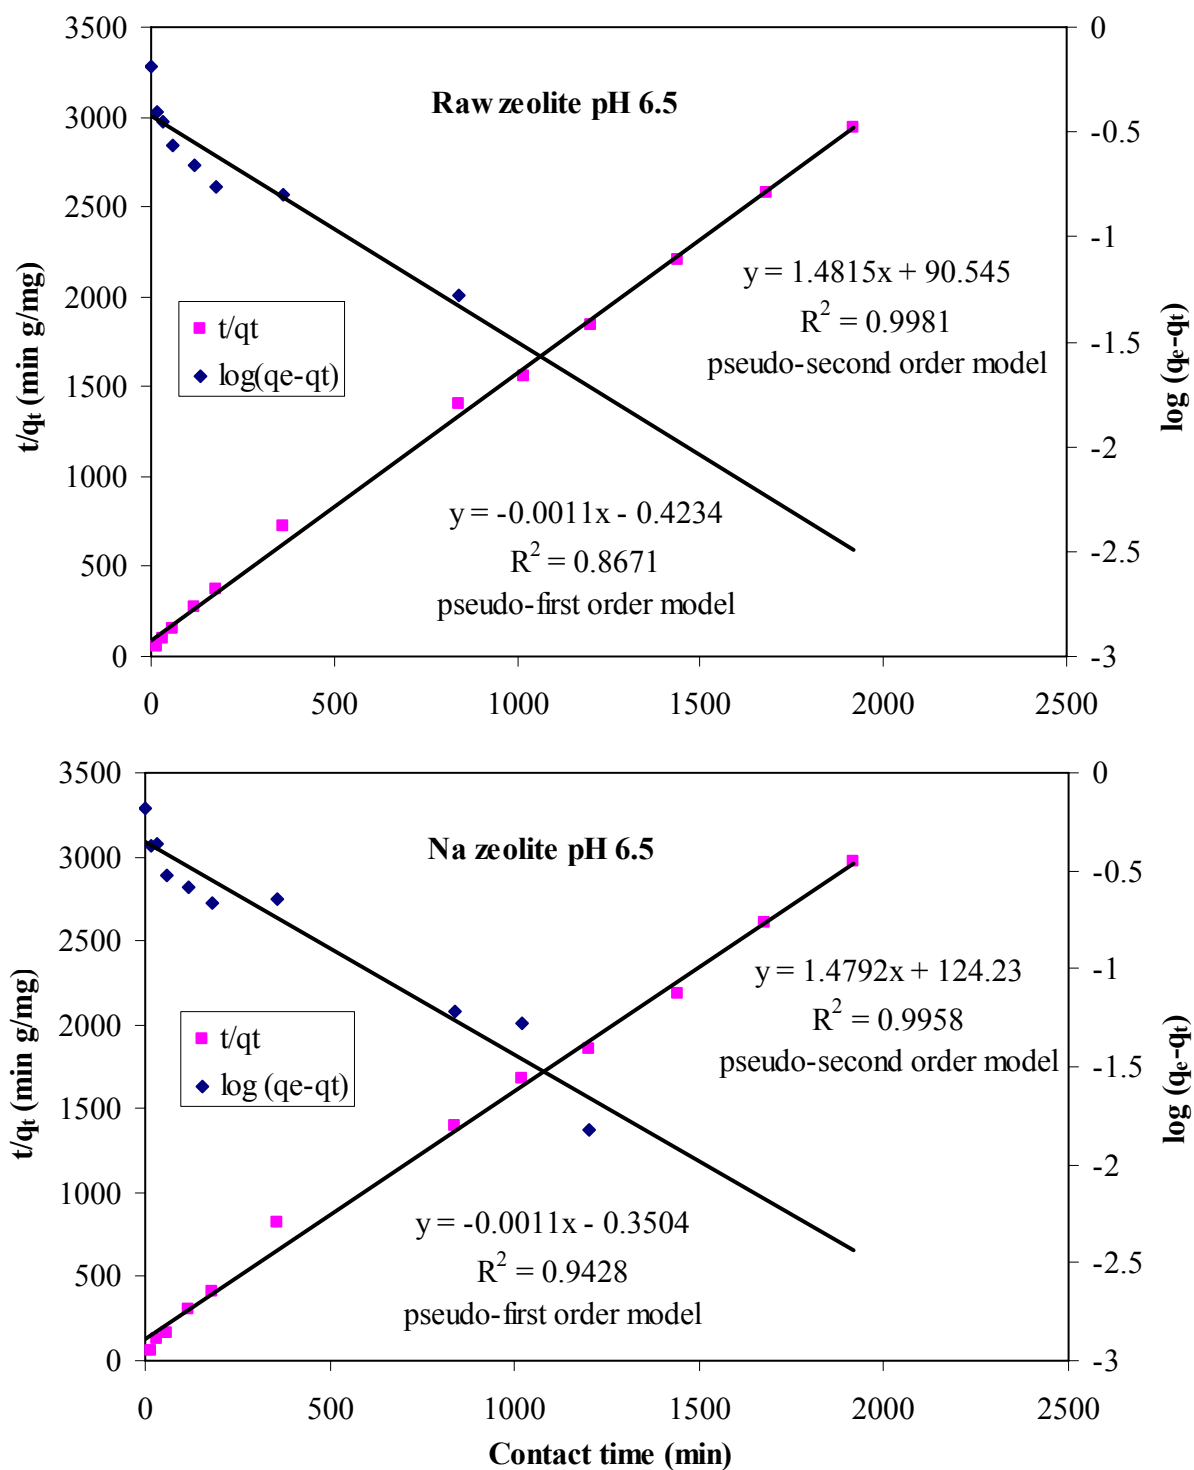 3500
3000
2500
2000
1500
1000
500
0
t/qt (min g/mg)
Raw zeolite pH 6.5
t/qt
log(qe-qt)
y = 1.4815x + 90.545
R2 = 0.9981
pseudo-second order model
y = -0.0011x - 0.4234
R2 = 0.8671
pseudo-first order model
0
-0.5
-1
-1.5
-2
-2.5
-3
log (qe-qt)
0 500 1000 1500 2000 2500
3500
3000
2500
2000
1500
1000
500
0
t/qt (min g/mg)
Na zeolite pH 6.5
t/qt
log (qe-qt)
y = 1.4792x + 124.23
R2 = 0.9958
pseudo-second order model
y = -0.0011x - 0.3504
R2 = 0.9428
pseudo-first order model
0
-0.5
-1
-1.5
-2
-2.5
-3
log (qe-qt)
0 500 1000 1500 2000 2500
Contact time (min)